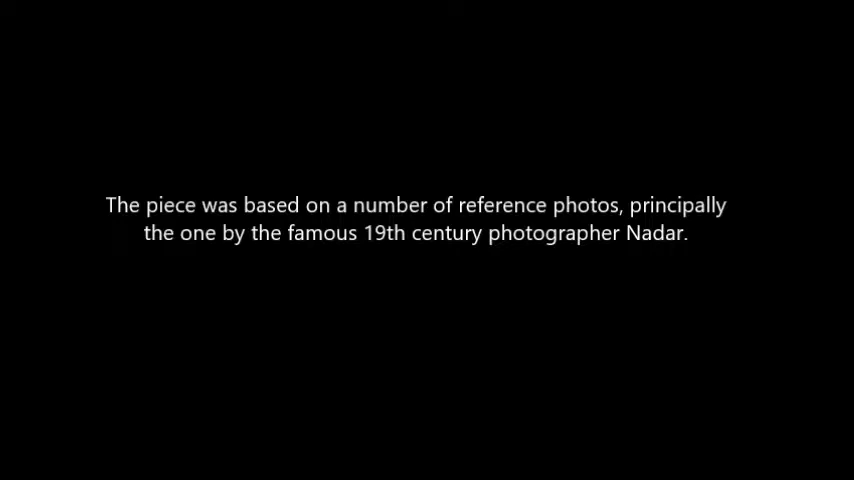 The piece was based on a number of reference photos, principally
the one by the famous 19th century photographer Nadar.